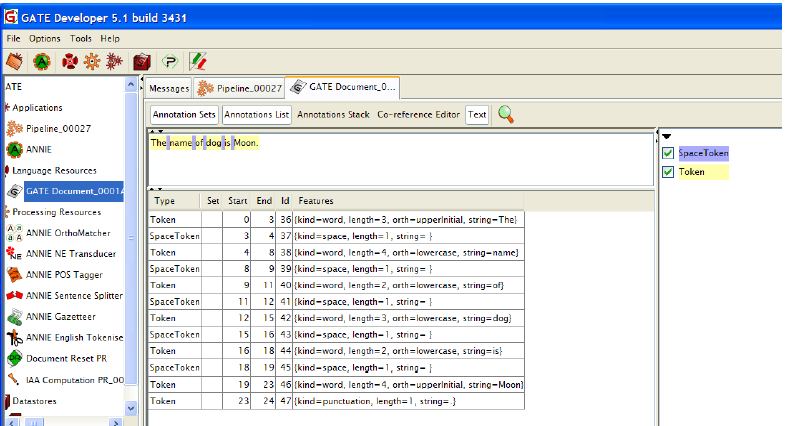 GATE Developer 5.1 build 3431
File Options Tools Help
ATE
Applications
Pipeline_00027
ANNIE
Language Resources
GATE Document_0001A
Processing Resources
ANNIE OrthoMatcher
ANNIE NE Transducer
ANNIE POS Tagger
ANNIE Sentence Splitter
ANNIE Gazetteer
ANNIE English Tokenise
Document Reset PR
IAA Computation PR_00
Datastores
Messages Pipeline_00027 GATE Document_0...
Annotation Sets Annotations List Annotations Stack Co-reference Editor Text
The name of dog is Moon.
Type Set Start End Id Features
Token 0 3 36 {kind=word, length=3, orth=upperInitial, string=The}
SpaceToken 3 4 37 {kind=space, length=1, string= }
Token 4 8 38 {kind=word, length=4, orth=lowercase, string=name}
SpaceToken 8 9 39 {kind=space, length=1, string= }
Token 9 11 40 {kind=word, length=2, orth=lowercase, string=of}
SpaceToken 11 12 41 {kind=space, length=1, string= }
Token 12 15 42 {kind=word, length=3, orth=lowercase, string=dog}
SpaceToken 15 16 43 {kind=space, length=1, string= }
Token 16 18 44 {kind=word, length=2, orth=lowercase, string=is}
SpaceToken 18 19 45 {kind=space, length=1, string= }
Token 19 23 46 {kind=word, length=4, orth=upperInitial, string=Moon}
Token 23 24 47 {kind=punctuation, length=1, string=.}
SpaceToken
Token